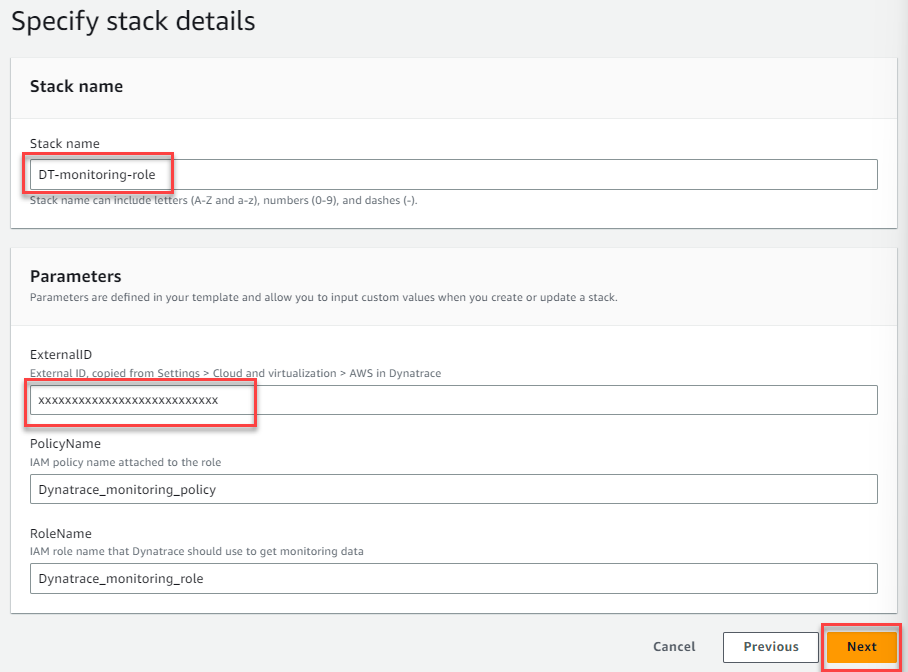 Specify stack details
Stack name
Stack name
DT-monitoring-role
Stack name can include letters (A-Z and a-z), numbers (0-9), and dashes (-).
Parameters
Parameters are defined in your template and allow you to input custom values when you create or update a stack.
ExternalID
External ID, copied from Settings > Cloud and virtualization > AWS in Dynatrace
xxxxxxxxxxxxxxxxxxxxxxxxxxx
PolicyName
IAM policy name attached to the role
Dynatrace_monitoring_policy
RoleName
IAM role name that Dynatrace should use to get monitoring data
Dynatrace_monitoring_role
Cancel Previous Next